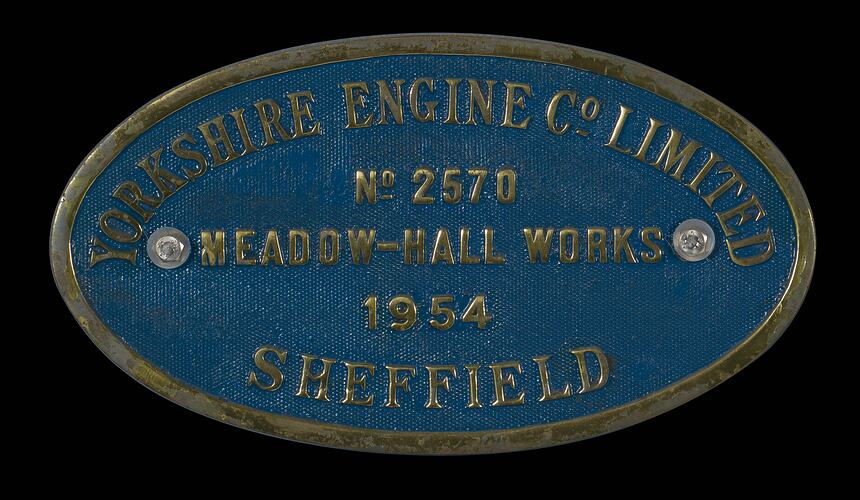 YORKSHIRE ENGINE Cº LIMITED
Nº 2570
MEADOW-HALL WORKS
1954
SHEFFIELD